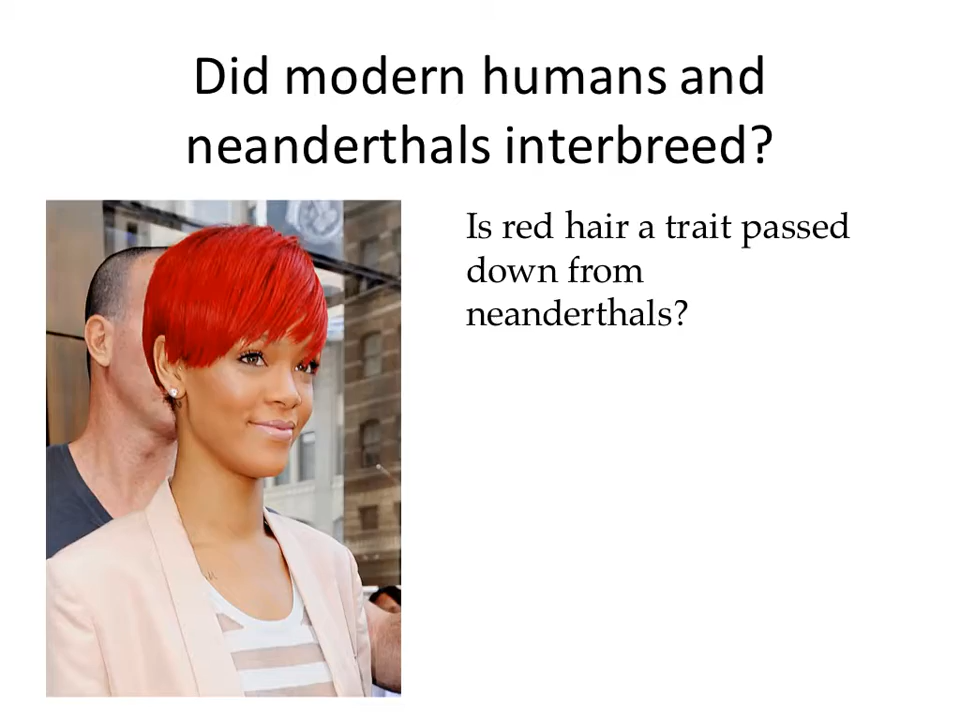 Did modern humans and
neanderthals interbreed?
Is red hair a trait passed
down from
neanderthals?